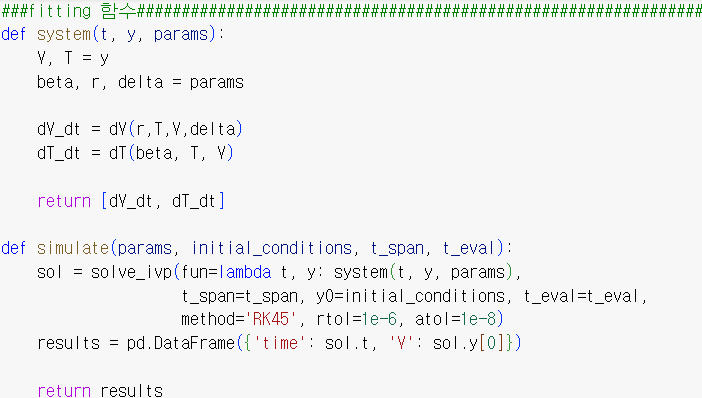 ###fitting 함수###############################################################
def system(t, y, params):
    V, T = y
    beta, r, delta = params
    dV_dt = dV(r,T,V,delta)
    dT_dt = dT(beta, T, V)
    return [dV_dt, dT_dt]
def simulate(params, initial_conditions, t_span, t_eval):
    sol = solve_ivp(fun=lambda t, y: system(t, y, params),
                    t_span=t_span, y0=initial_conditions, t_eval=t_eval,
                    method='RK45', rtol=1e-6, atol=1e-8)
    results = pd.DataFrame({'time': sol.t, 'V': sol.y[0]})
    return results